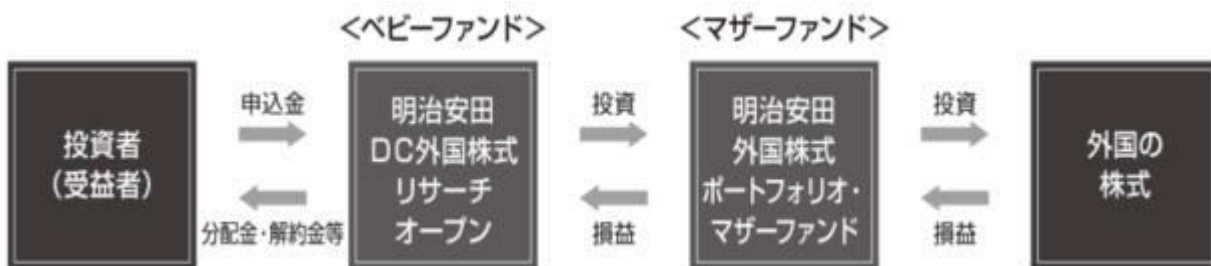 <ベビーファンド>
<マザーファンド>
投資者
(受益者)
申込金
分配金・解約金等
明治安田
DC外国株式
リサーチ
オープン
投資
損益
明治安田
外国株式
ポートフォリオ・
マザーファンド
投資
損益
外国の
株式